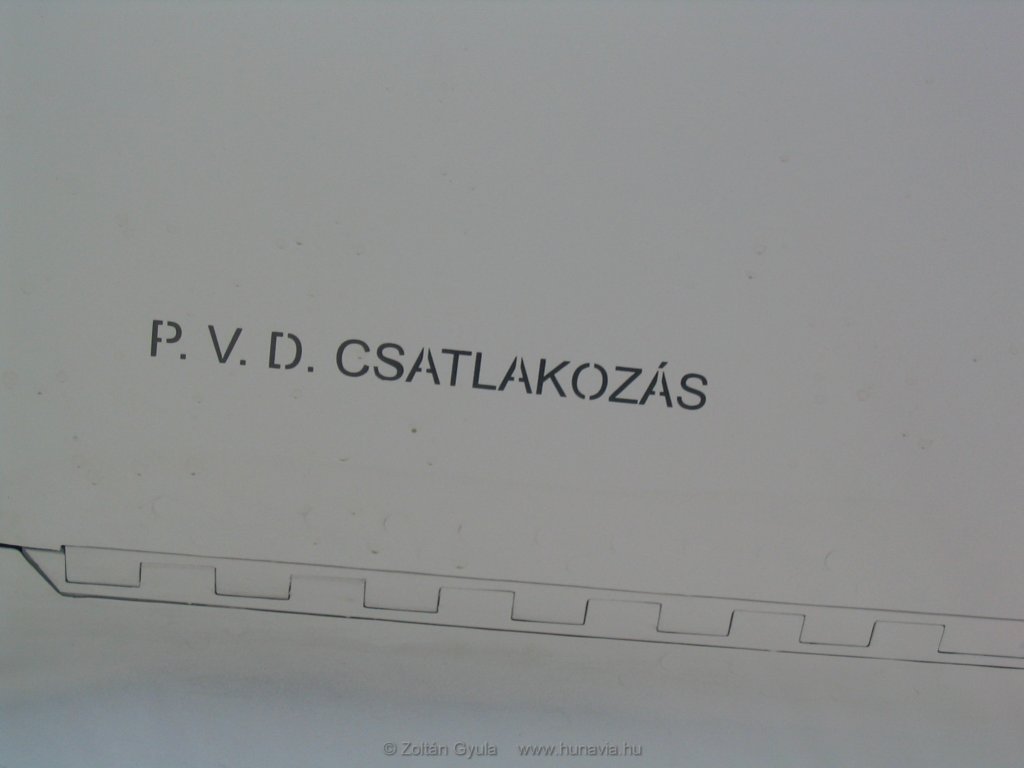 P. V. D. CSATLAKOZÁS
© Zoltán Gyula www.hunavia.hu